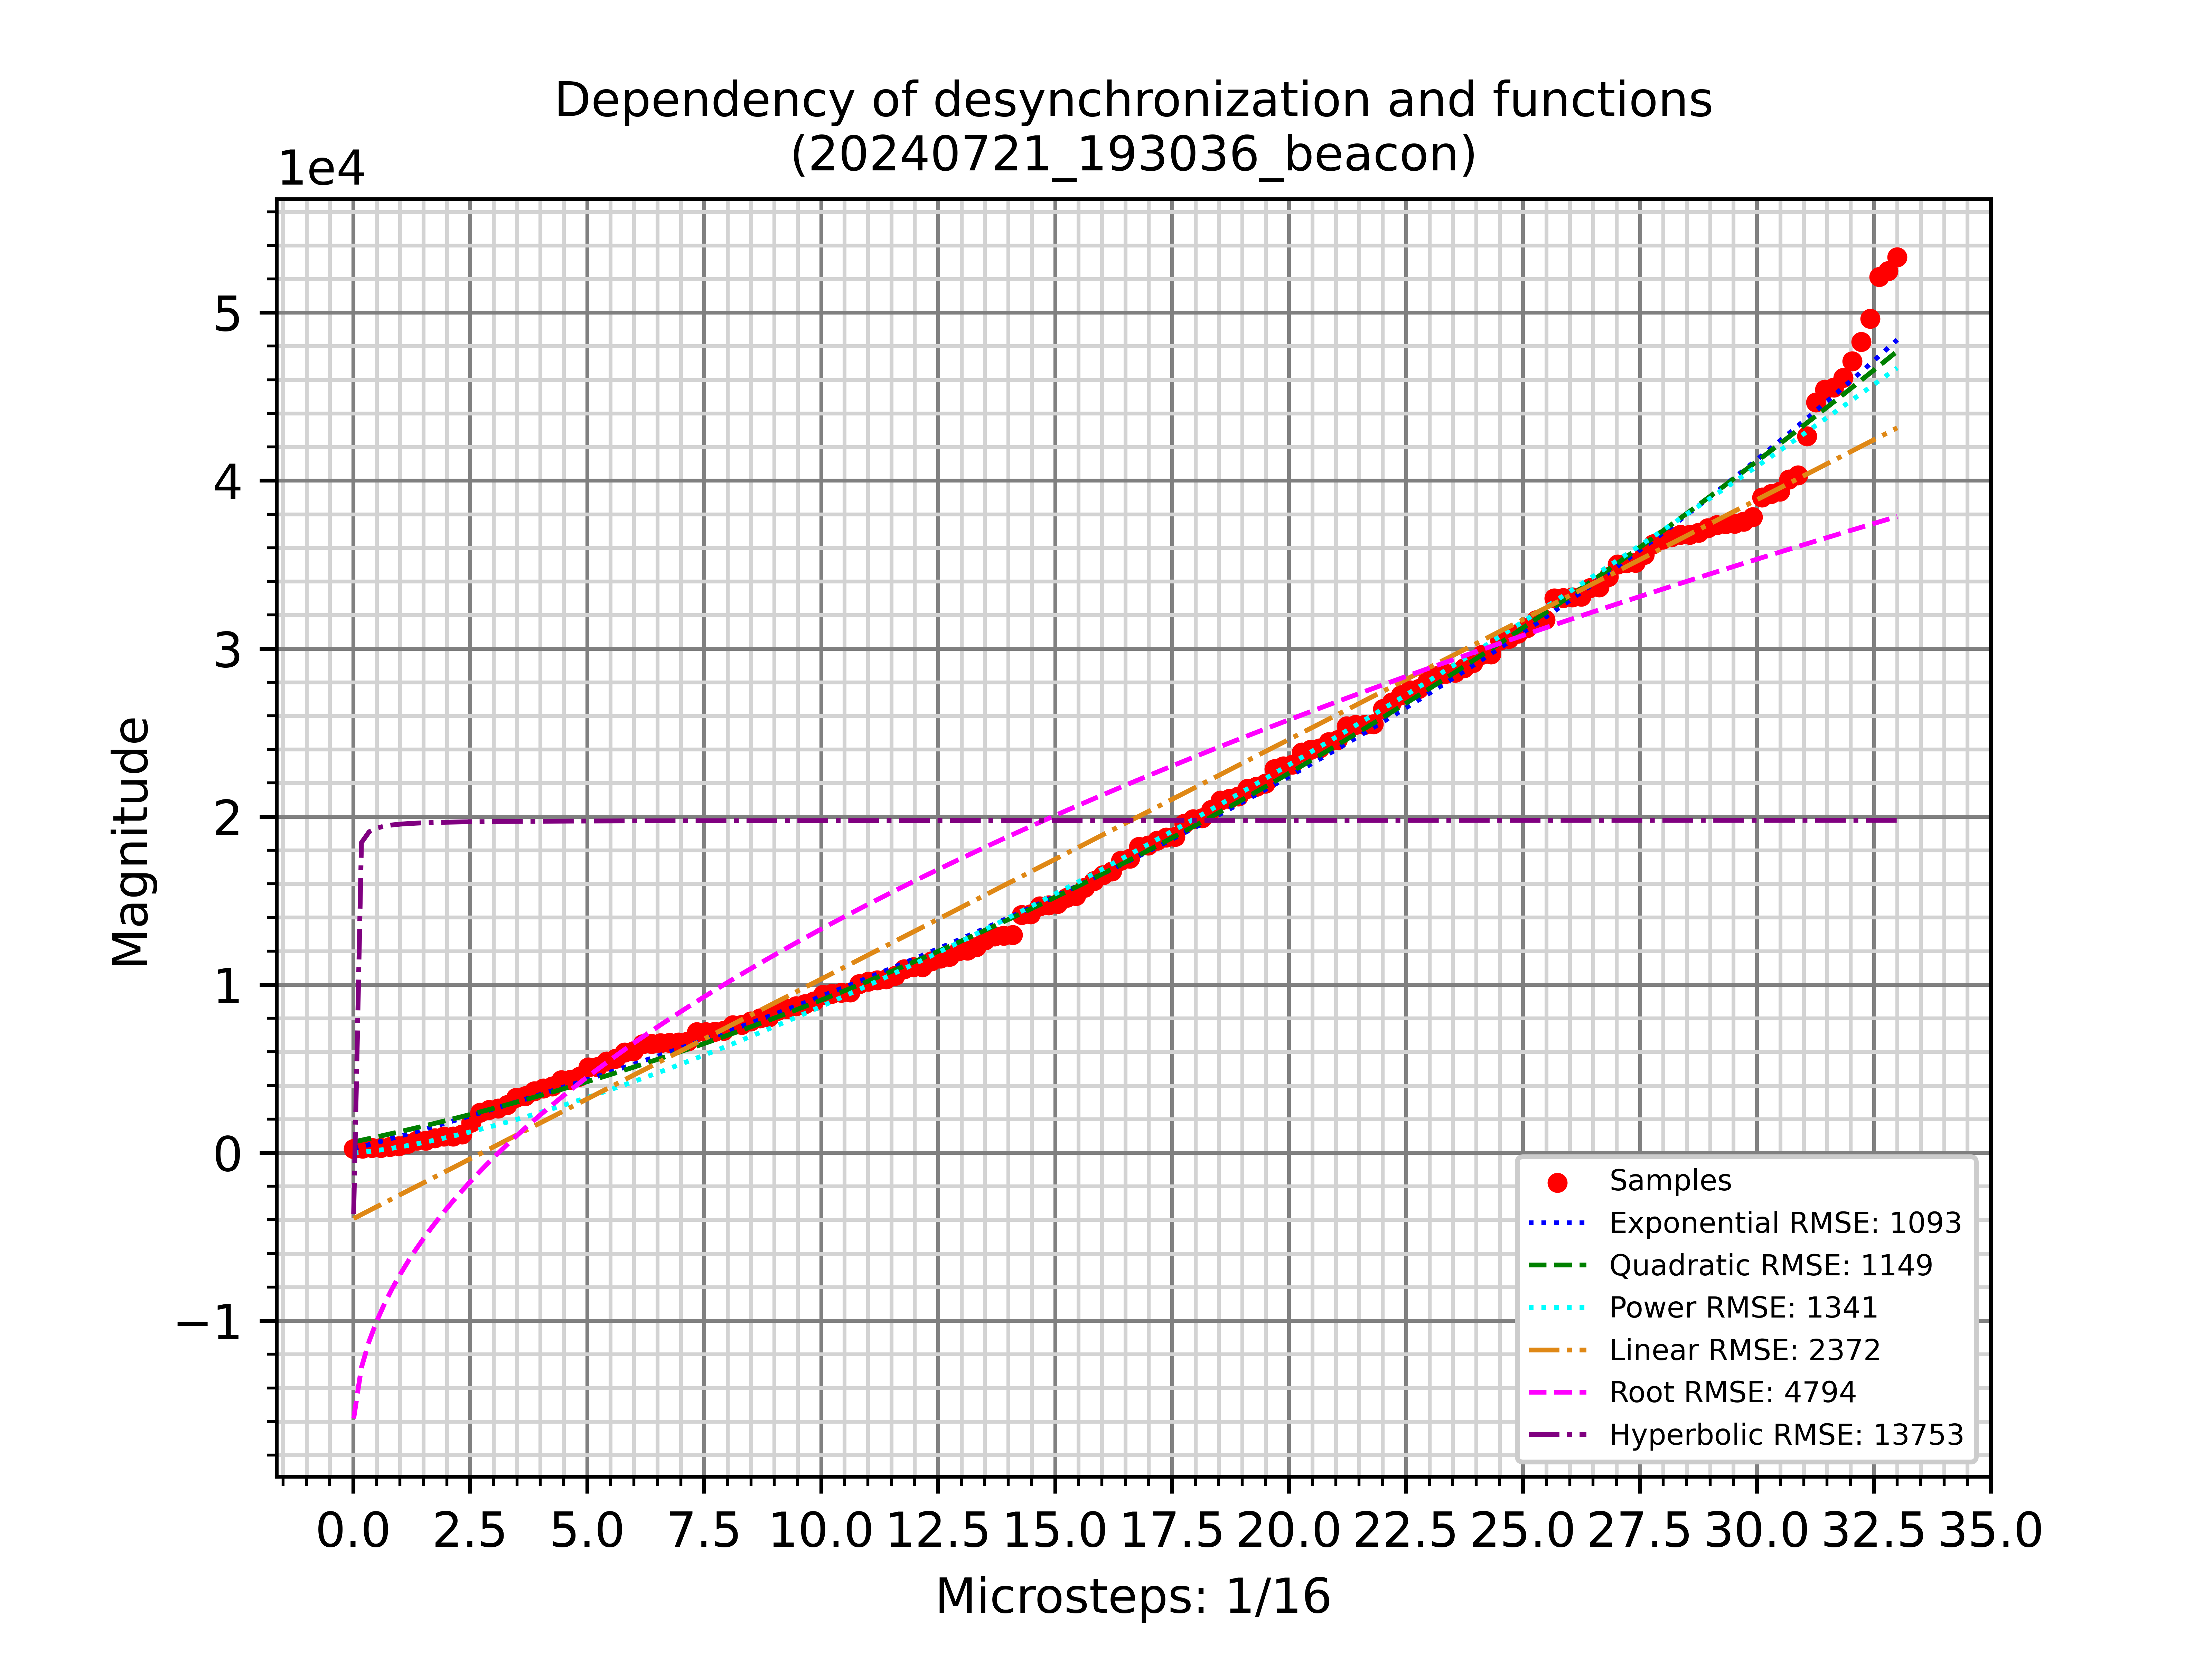 Dependency of desynchronization and functions
(20240721_193036_beacon)
1e4
5
4
3
2
1
0
−1
Magnitude
Samples
Exponential RMSE: 1093
Quadratic RMSE: 1149
Power RMSE: 1341
Linear RMSE: 2372
Root RMSE: 4794
Hyperbolic RMSE: 13753
0.0 2.5 5.0 7.5 10.0 12.5 15.0 17.5 20.0 22.5 25.0 27.5 30.0 32.5 35.0
Microsteps: 1/16